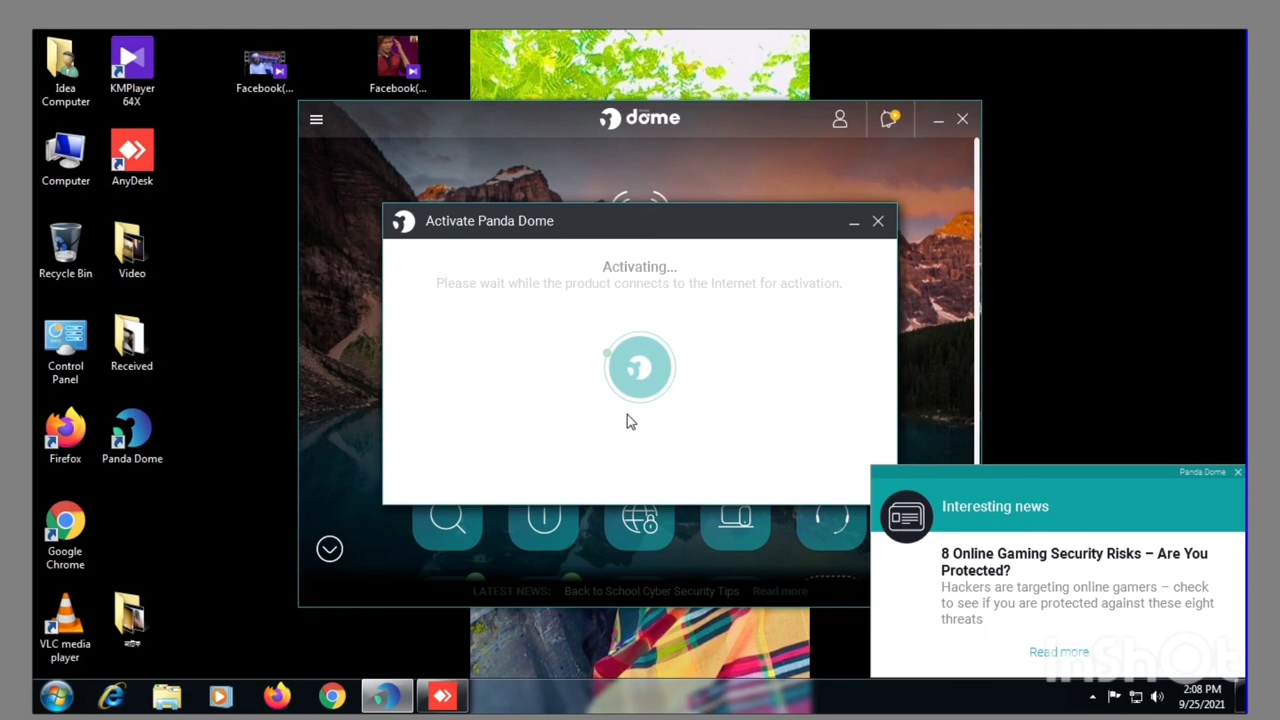 Idea
Computer
KMPlayer
64X
Facebook(...
Facebook(...
Computer
AnyDesk
Recycle Bin
Video
Control
Panel
Received
Firefox
Panda Dome
Google
Chrome
VLC media
player
panda
dome
Activate Panda Dome
Activating...
Please wait while the product connects to the Internet for activation.
LATEST NEWS: Back to School Cyber Security Tips Read more
Panda Dome
Interesting news
8 Online Gaming Security Risks – Are You
Protected?
Hackers are targeting online gamers – check
to see if you are protected against these eight
threats
Read more
InShOt
2:08 PM
9/25/2021